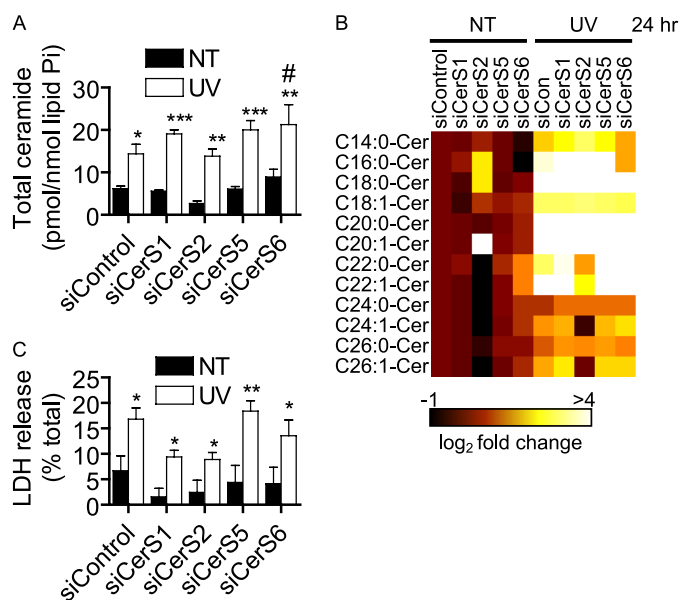 A
NT
UV
Total ceramide
(pmol/nmol lipid Pi)
30
20
10
0
*
***
**
***
#
**
siControl
siCerS1
siCerS2
siCerS5
siCerS6
B
NT
UV
24 hr
siControl
siCerS1
siCerS2
siCerS5
siCerS6
siCon
siCerS1
siCerS2
siCerS5
siCerS6
C14:0-Cer
C16:0-Cer
C18:0-Cer
C18:1-Cer
C20:0-Cer
C20:1-Cer
C22:0-Cer
C22:1-Cer
C24:0-Cer
C24:1-Cer
C26:0-Cer
C26:1-Cer
-1
>4
log2 fold change
C
NT
UV
LDH release
(% total)
25
20
15
10
5
0
*
*
*
**
*
siControl
siCerS1
siCerS2
siCerS5
siCerS6